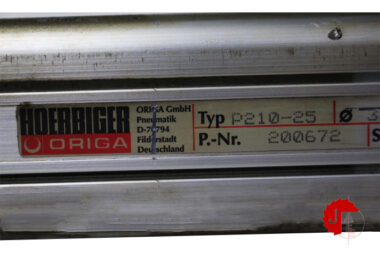 HOERBIGER
ORIGA
ORIGA GmbH
Pneumatik
D-70794
Filderstadt
Deutschland
Typ P210-25 Ø
P.-Nr. 200672 S